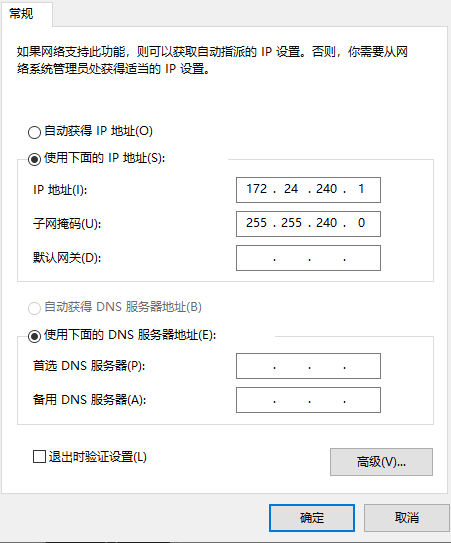 常规
如果网络支持此功能，则可以获取自动指派的 IP 设置。否则，你需要从网
络系统管理员处获得适当的 IP 设置。
自动获得 IP 地址(O)
使用下面的 IP 地址(S):
IP 地址(I): 172 . 24 . 240 . 1
子网掩码(U): 255 . 255 . 240 . 0
默认网关(D): . . .
自动获得 DNS 服务器地址(B)
使用下面的 DNS 服务器地址(E):
首选 DNS 服务器(P): . . .
备用 DNS 服务器(A): . . .
退出时验证设置(L)
高级(V)...
确定 取消